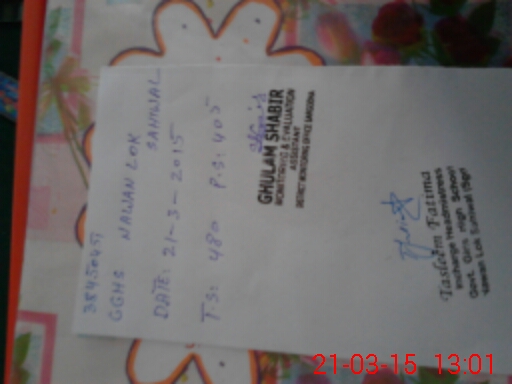 38450451
GGHS NAWAN LOK SAHIWAL
DATE: 21-3-2015
T.S: 480 P.S: 405
GHULAM SHABIR
MONITORING & EVALUATION
ASSISTANT
DISTRICT MONITORING OFFICE SARGODHA
Tasleem Fatima
Incharge Headmistress
Govt. Girls High School
Nawan Lok Sahiwal (Sgd)
21-03-15 13:01